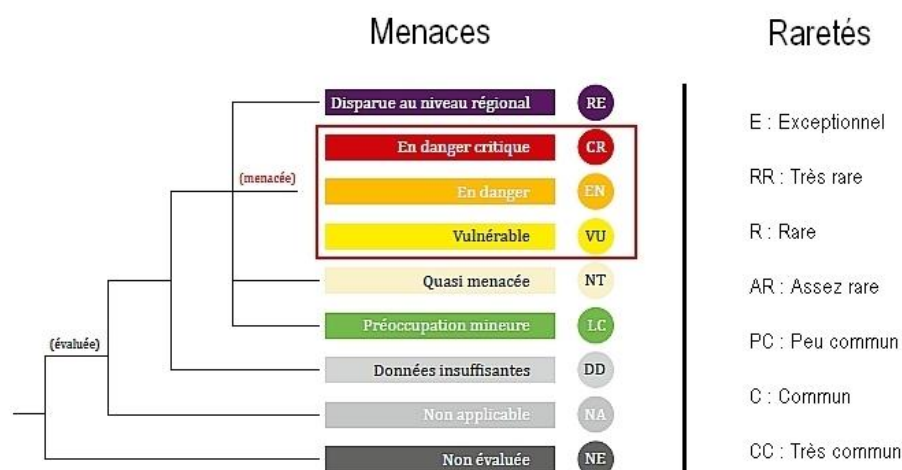 Menaces
Disparue au niveau régional RE
En danger critique CR
(menacée)
En danger EN
Vulnérable VU
Quasi menacée NT
Préoccupation mineure LC
(évaluée)
Données insuffisantes DD
Non applicable NA
Non évaluée NE
Raretés
E : Exceptionnel
RR : Très rare
R : Rare
AR : Assez rare
PC : Peu commun
C : Commun
CC : Très commun